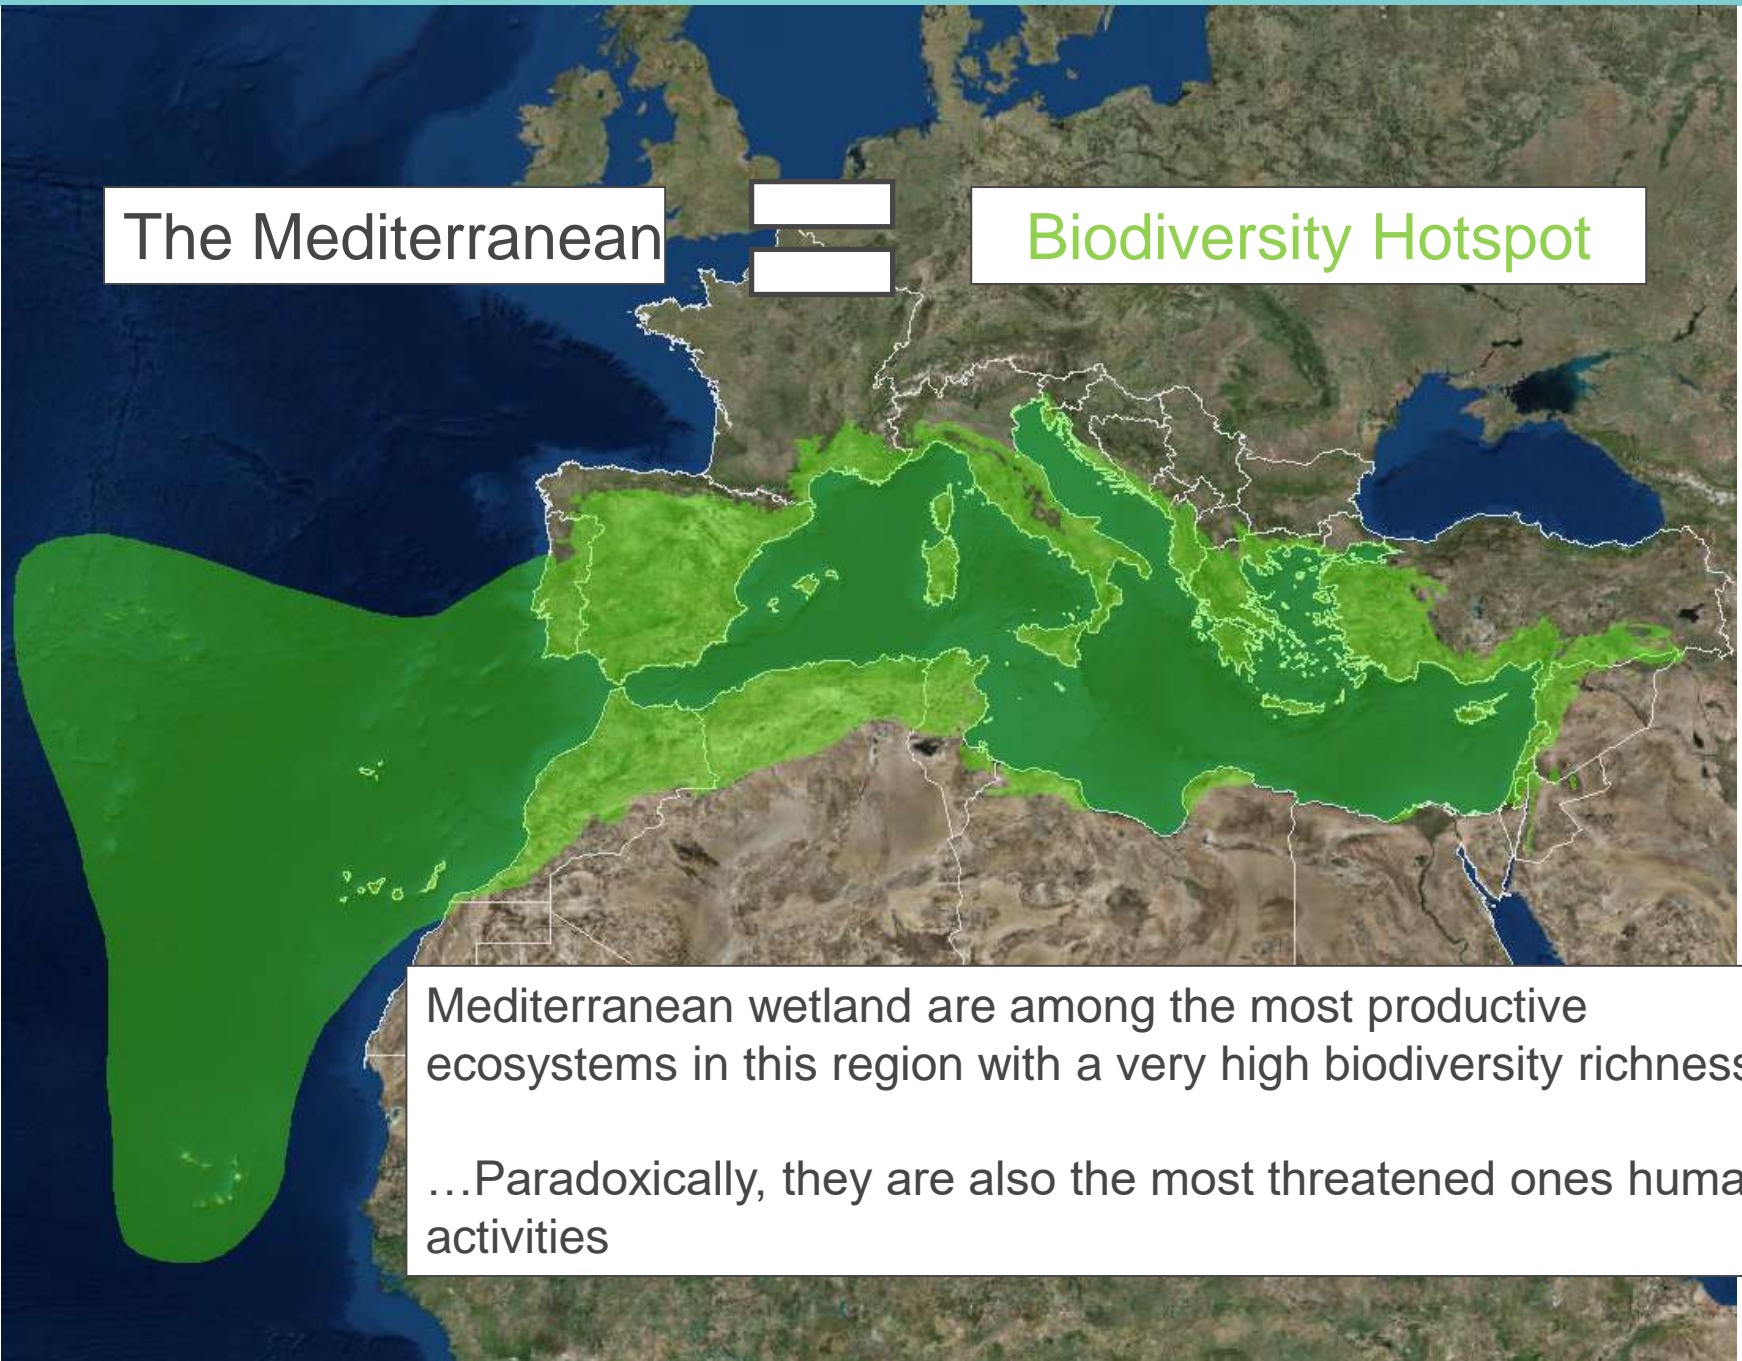 The Mediterranean
Biodiversity Hotspot
Mediterranean wetland are among the most productive
ecosystems in this region with a very high biodiversity richness
…Paradoxically, they are also the most threatened ones huma
activities